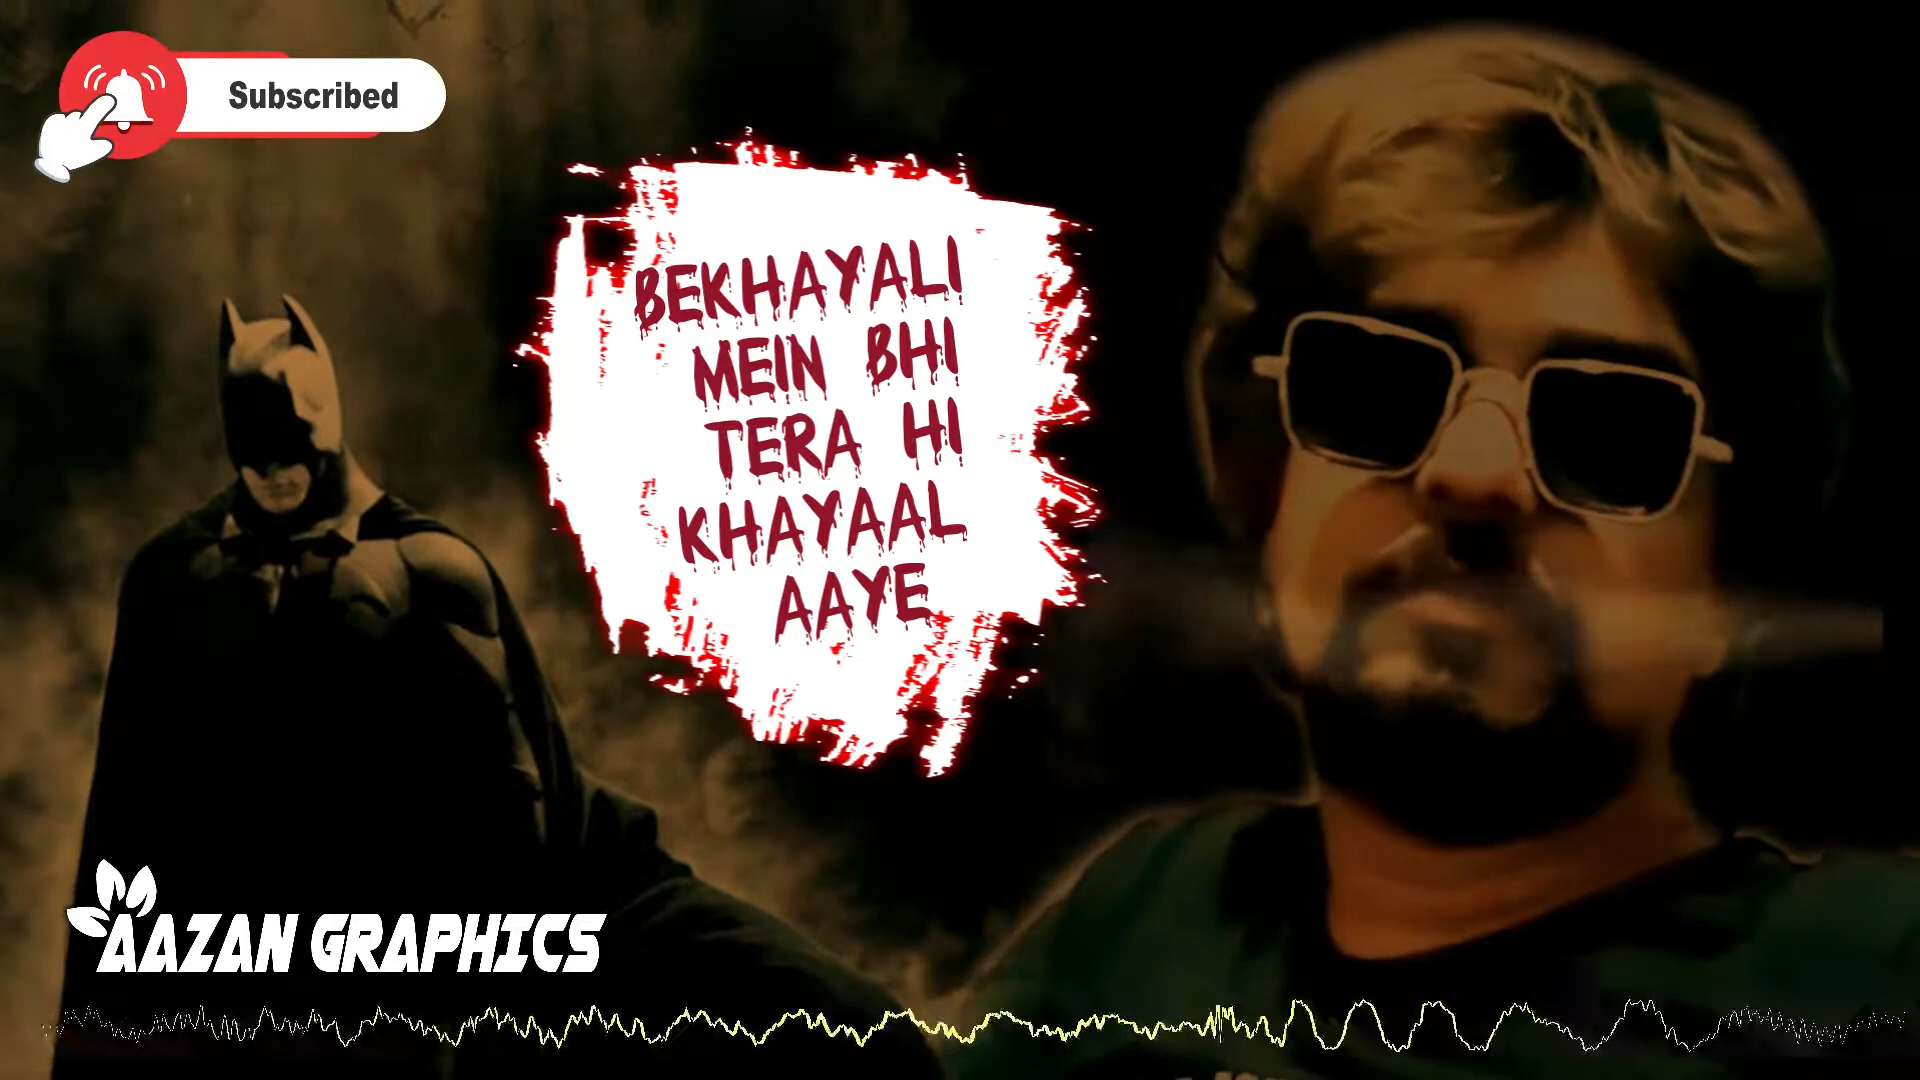 Subscribed
BEKHAYALI
MEIN BHI
TERA HI
KHAYAAL
AAYE
AAZAN GRAPHICS